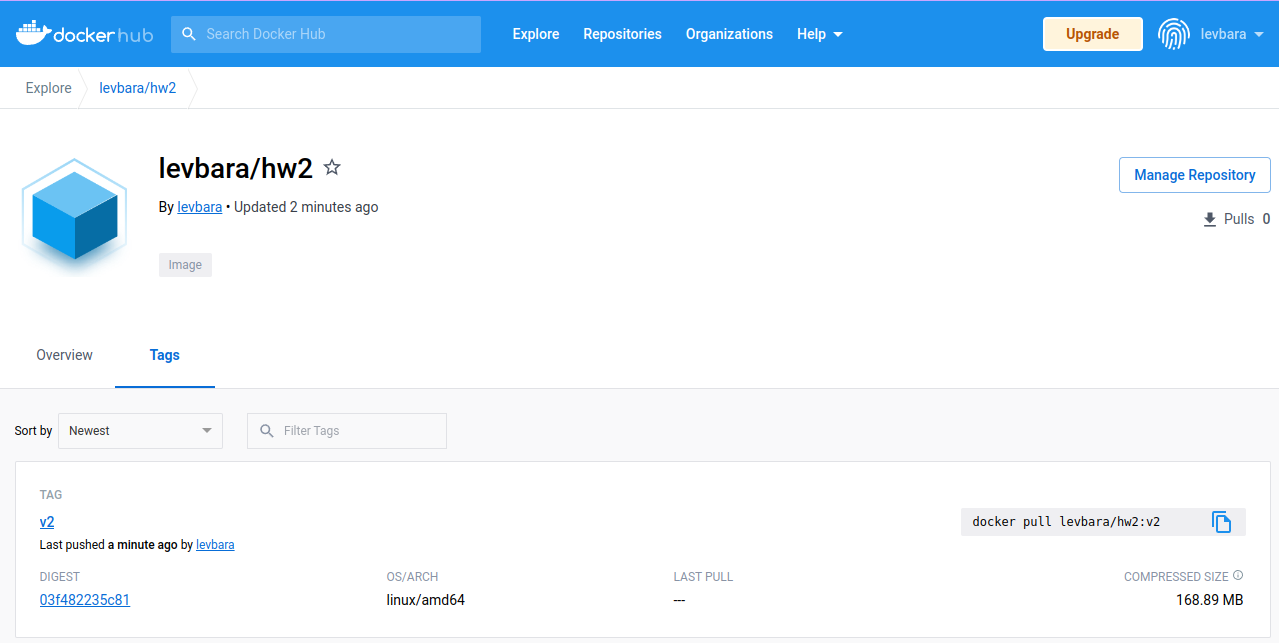 dockerhub Search Docker Hub Explore Repositories Organizations Help Upgrade levbara
Explore levbara/hw2
levbara/hw2
Manage Repository
By levbara • Updated 2 minutes ago
Pulls 0
Image
Overview Tags
Sort by Newest Filter Tags
TAG
v2
docker pull levbara/hw2:v2
Last pushed a minute ago by levbara
DIGEST OS/ARCH LAST PULL COMPRESSED SIZE
03f482235c81 linux/amd64 --- 168.89 MB